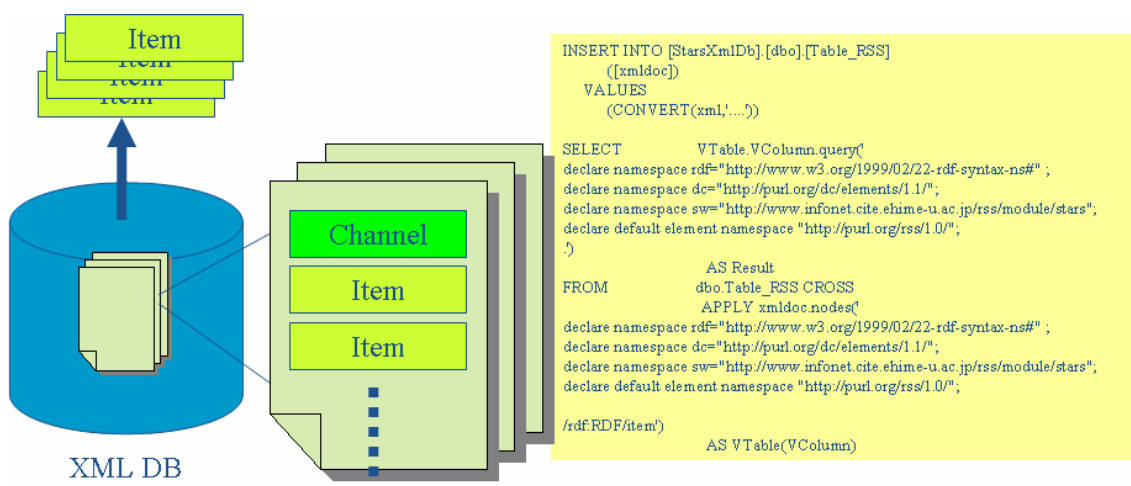 Item
Item
Item
Item
Channel
Item
Item
XML DB
INSERT INTO [StarsXmlDb].[dbo].[Table_RSS]
([xmldoc])
VALUES
(CONVERT(xml,'....'))
SELECT VTable.VColumn.query('
declare namespace rdf="http://www.w3.org/1999/02/22-rdf-syntax-ns#" ;
declare namespace dc="http://purl.org/dc/elements/1.1/";
declare namespace sw="http://www.infonet.cite.ehime-u.ac.jp/rss/module/stars";
declare default element namespace "http://purl.org/rss/1.0/";
.')
AS Result
FROM dbo.Table_RSS CROSS
APPLY xmldoc.nodes('
declare namespace rdf="http://www.w3.org/1999/02/22-rdf-syntax-ns#" ;
declare namespace dc="http://purl.org/dc/elements/1.1/";
declare namespace sw="http://www.infonet.cite.ehime-u.ac.jp/rss/module/stars";
declare default element namespace "http://purl.org/rss/1.0/";
/rdf:RDF/item')
AS VTable(VColumn)